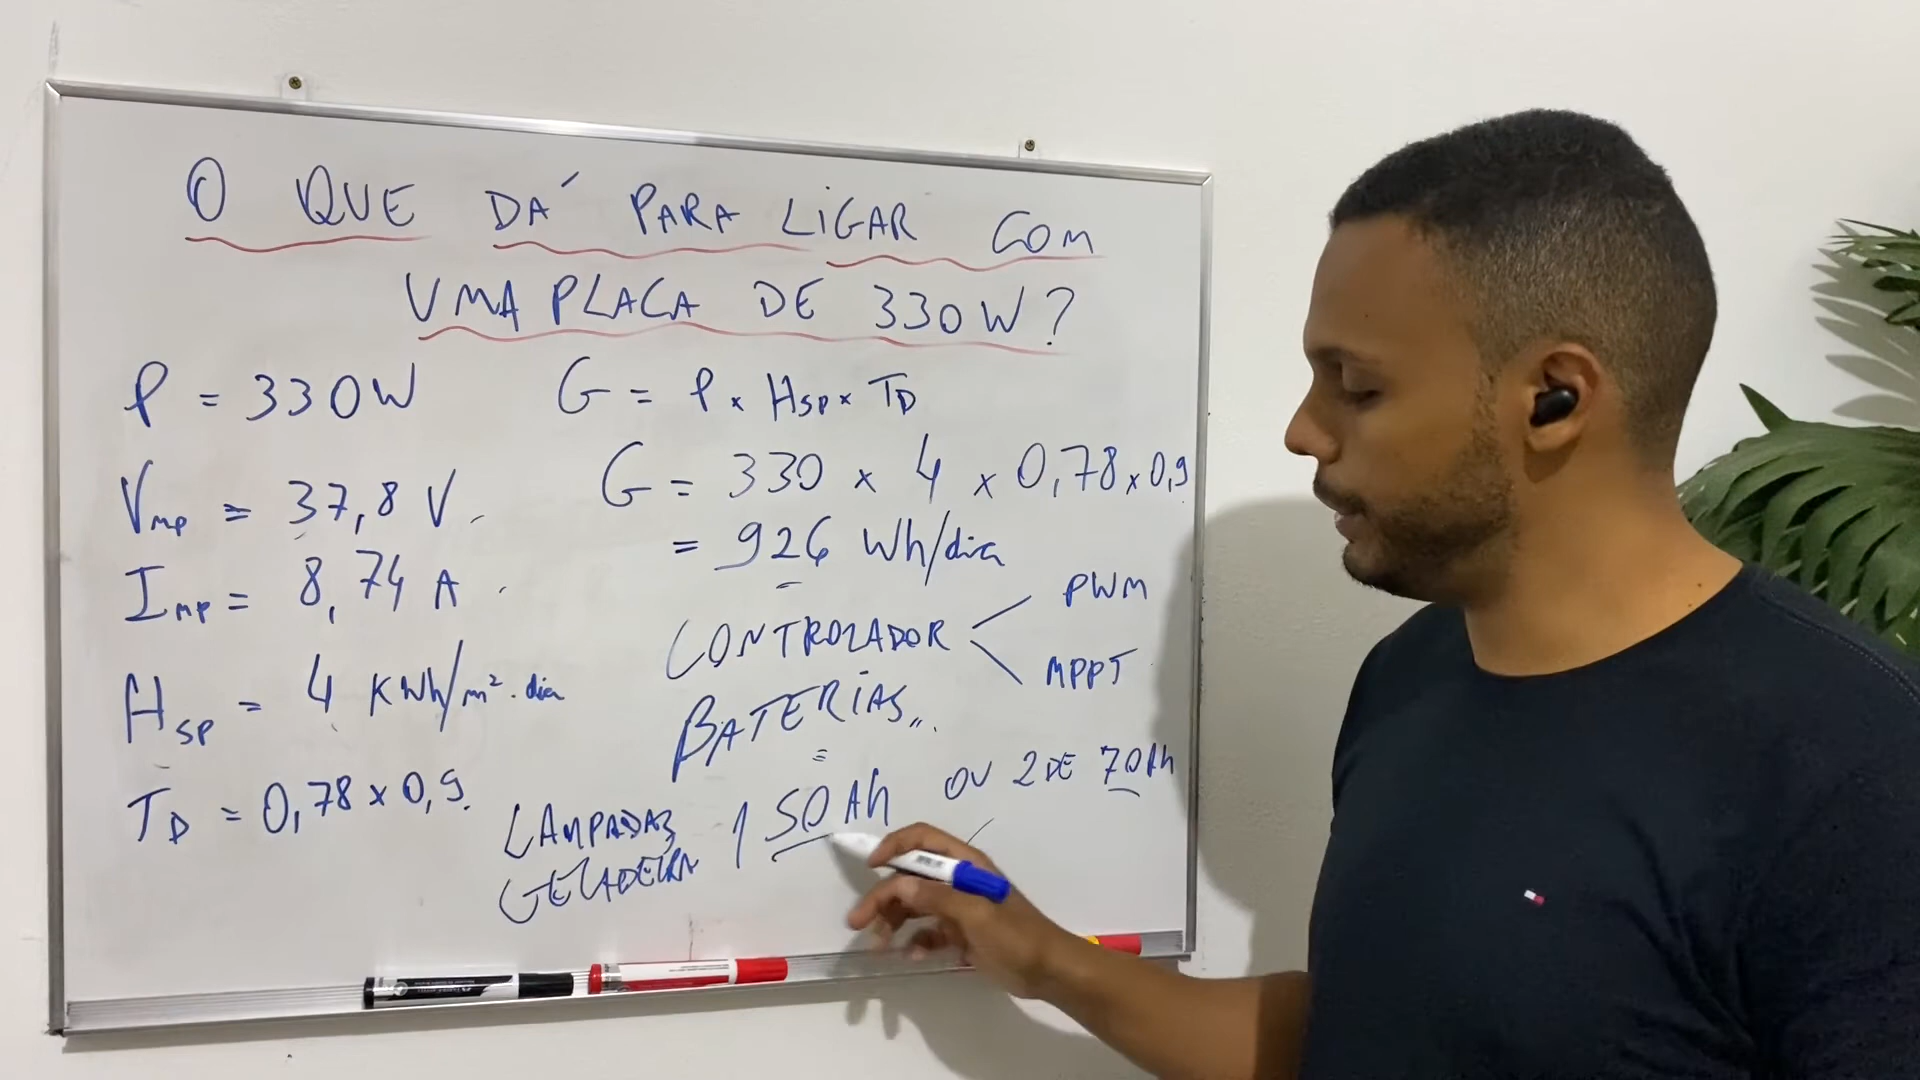 O QUE DÁ PARA LIGAR COM
UMA PLACA DE 330W?
P = 330W
Vmp = 37,8 V
Imp = 8,74 A
HSP = 4 KWh/m².dia
TD = 0,78 x 0,9
G = P x HSP x TD
G = 330 x 4 x 0,78 x 0,9
= 926 Wh/dia
CONTROLADOR
PWM
MPPT
BATERIAS
150 Ah OU 2 DE 70Ah
LAMPADAS
GELADEIRA